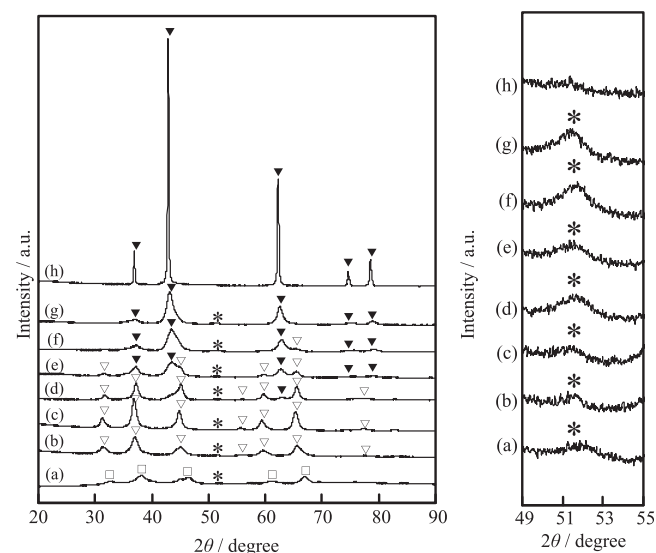 Intensity / a.u.
(h)
(g)
(f)
(e)
(d)
(c)
(b)
(a)
*
*
*
*
*
*
*
20 30 40 50 60 70 80 90
2θ / degree
Intensity / a.u.
(h)
*
(g)
*
(f)
*
(e)
*
(d)
*
(c)
*
(b)
*
(a)
49 51 53 55
2θ / degree